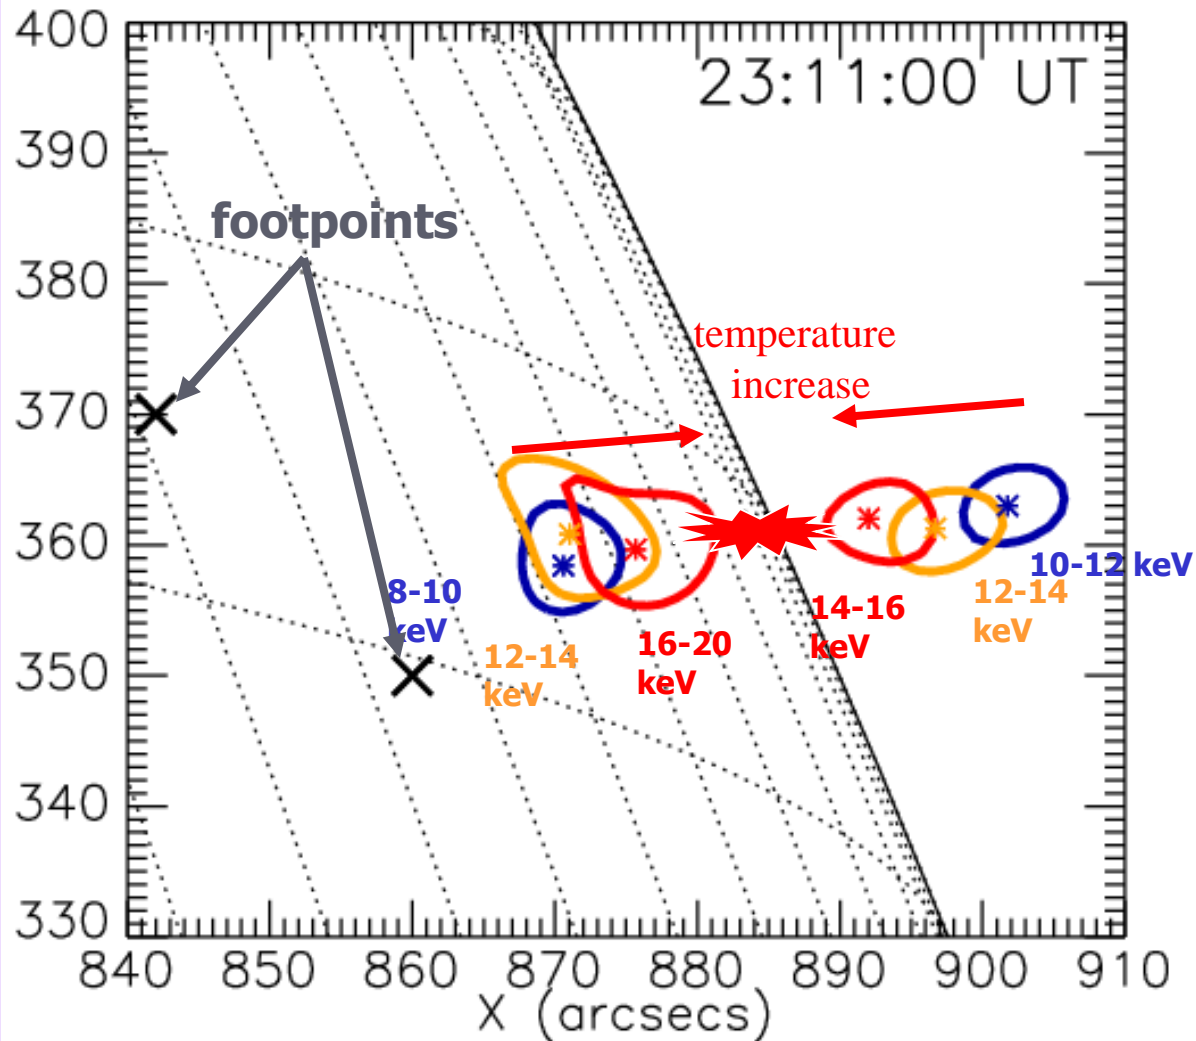 400
23:11:00 UT
390
footpoints
380
temperature
increase
370
360
10-12 keV
8-10
keV
12-14
keV
14-16
keV
16-20
keV
12-14
keV
350
340
330
840 850 860 870 880 890 900 910
X (arcsecs)